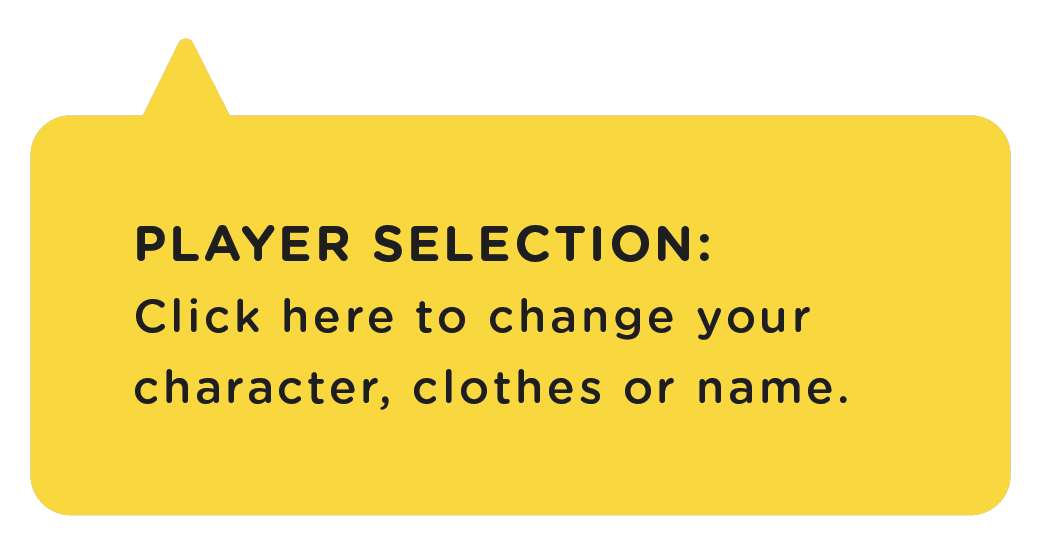 PLAYER SELECTION:
Click here to change your
character, clothes or name.